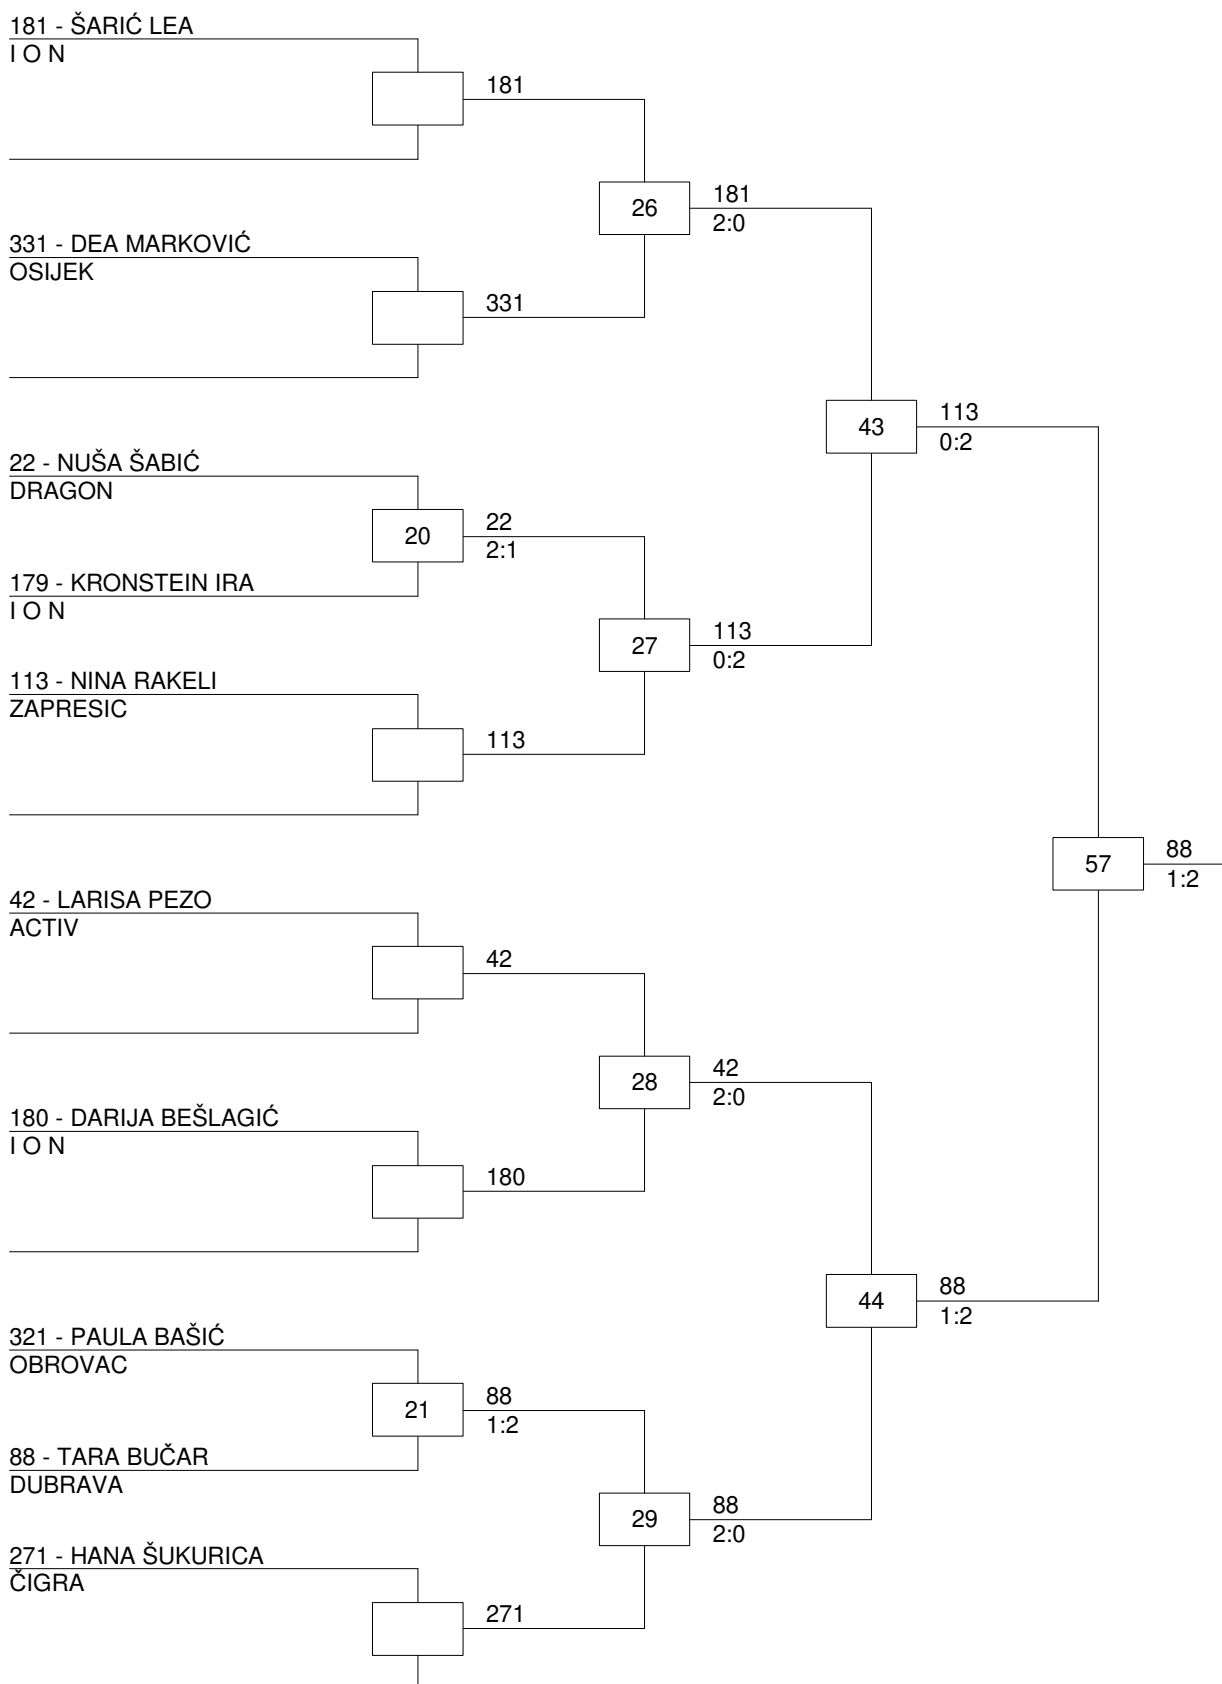 181 - ŠARIĆ LEA
I O N
181
26
181
2:0
331 - DEA MARKOVIĆ
OSIJEK
331
43
113
0:2
22 - NUŠA ŠABIĆ
DRAGON
20
22
2:1
179 - KRONSTEIN IRA
I O N
27
113
0:2
113 - NINA RAKELI
ZAPRESIC
113
57
88
1:2
42 - LARISA PEZO
ACTIV
42
28
42
2:0
180 - DARIJA BEŠLAGIĆ
I O N
180
44
88
1:2
321 - PAULA BAŠIĆ
OBROVAC
21
88
1:2
88 - TARA BUČAR
DUBRAVA
29
88
2:0
271 - HANA ŠUKURICA
ČIGRA
271